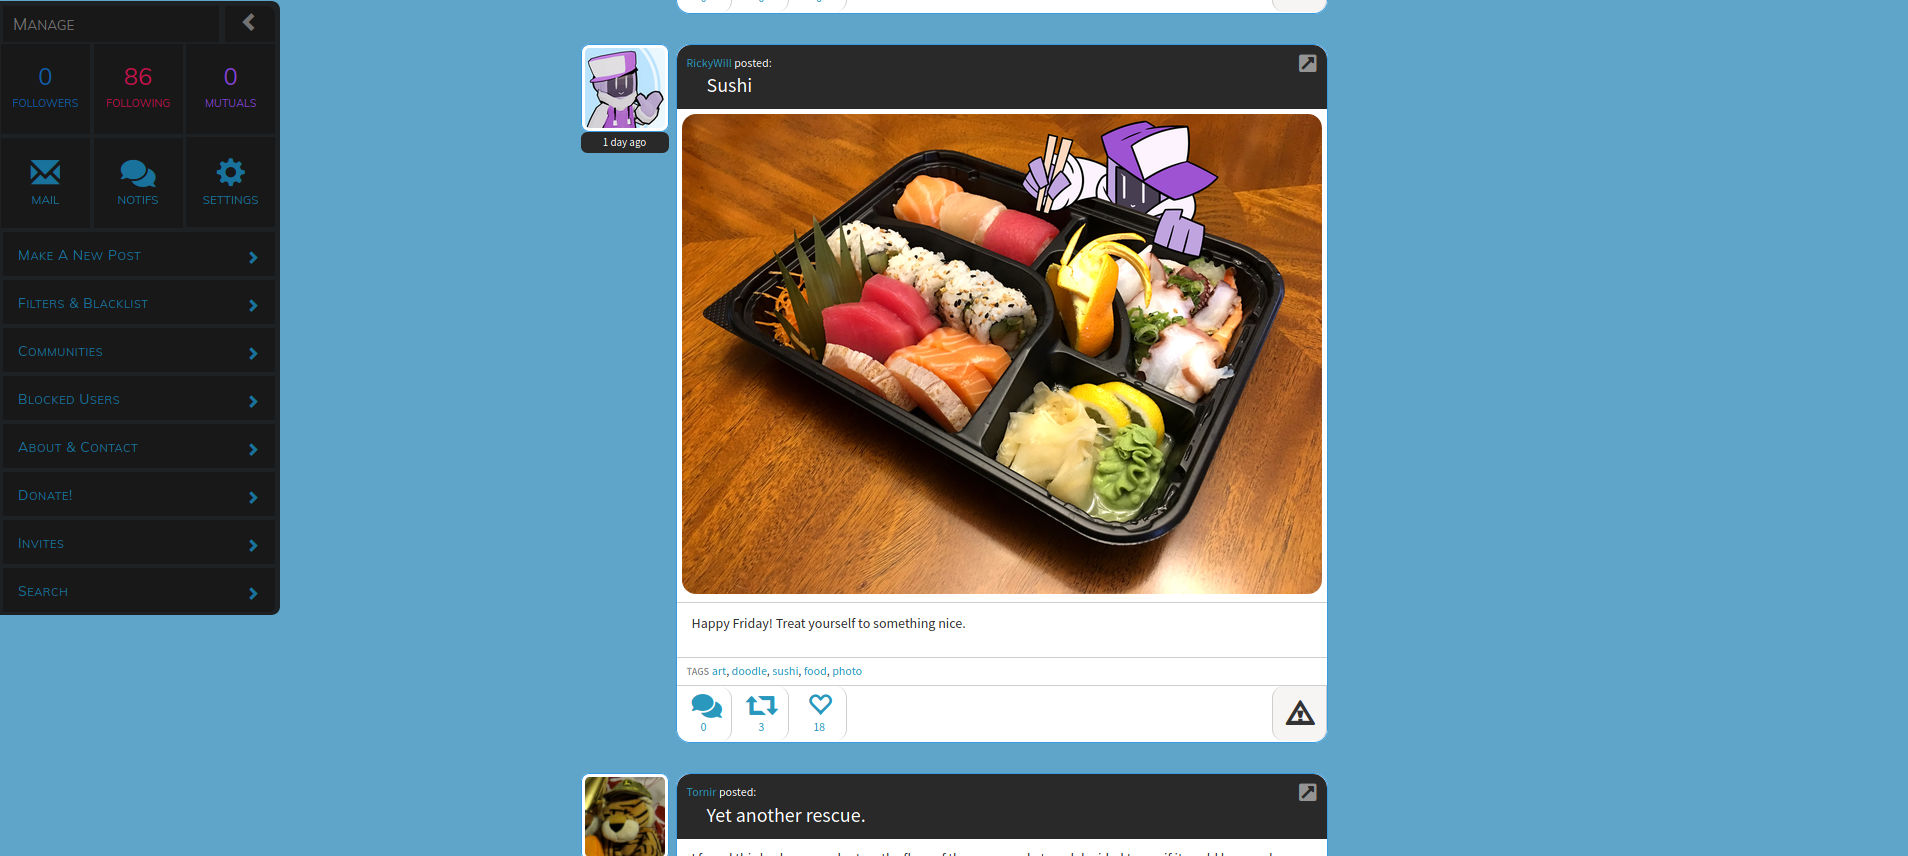 Manage
0
FOLLOWERS
86
FOLLOWING
0
MUTUALS
MAIL
NOTIFS
SETTINGS
Make A New Post
Filters & Blacklist
Communities
Blocked Users
About & Contact
Donate!
Invites
Search
RickyWill posted:
Sushi
1 day ago
Happy Friday! Treat yourself to something nice.
TAGS art, doodle, sushi, food, photo
0
3
18
Tornir posted:
Yet another rescue.